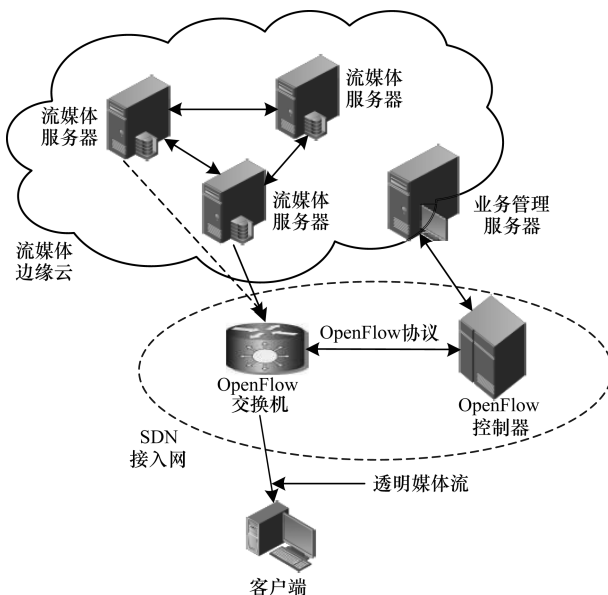 流媒体
服务器
流媒体
服务器
流媒体
服务器
业务管理
服务器
流媒体
边缘云
OpenFlow协议
OpenFlow
交换机
OpenFlow
控制器
SDN
接入网
透明媒体流
客户端